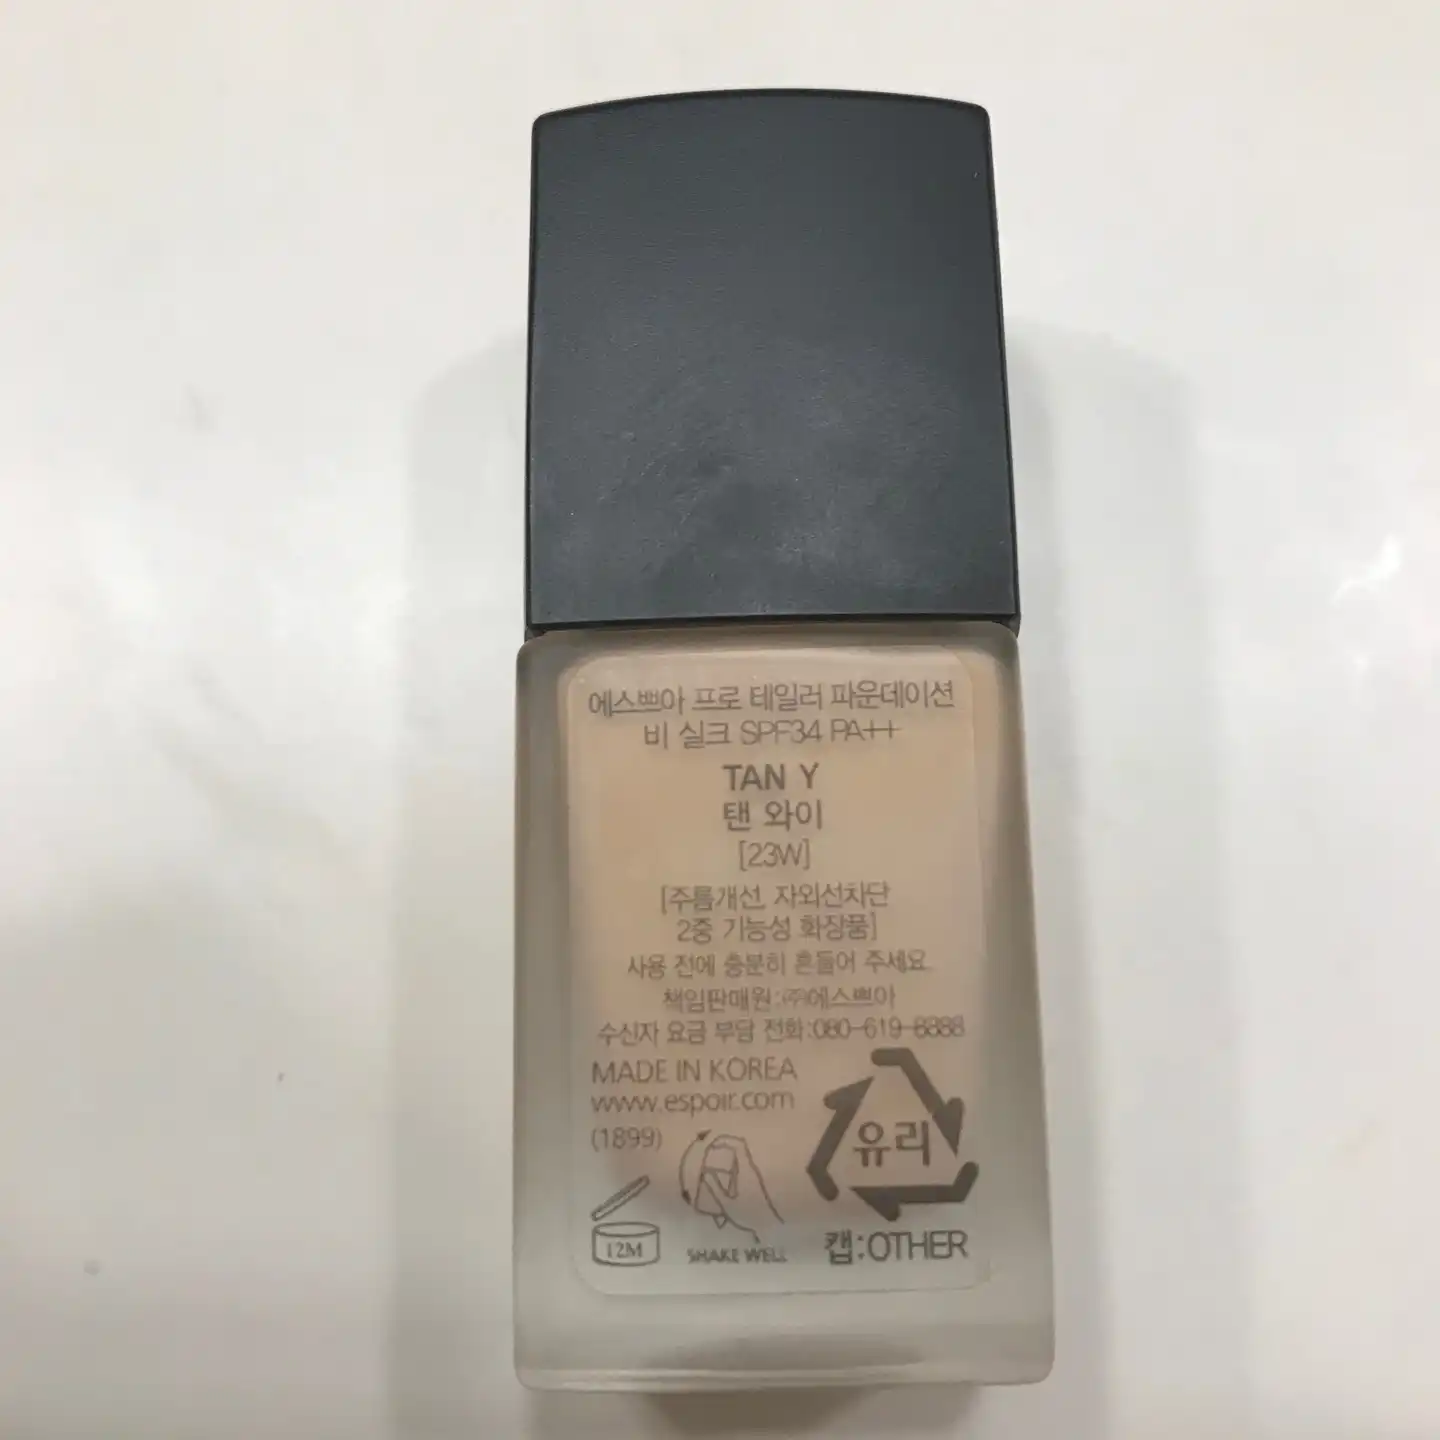 에스쁘아 프로 테일러 파운데이션
비 실크 SPF34 PA++
TAN Y
탠 와이
[23W]
[주름개선, 자외선차단
2중 기능성 화장품]
사용 전에 충분히 흔들어 주세요.
책임판매원:㈜에스쁘아
수신자 요금 부담 전화:080-619-8888
MADE IN KOREA
www.espoir.com
(1899)
유리
12M
SHAKE WELL
캡:OTHER